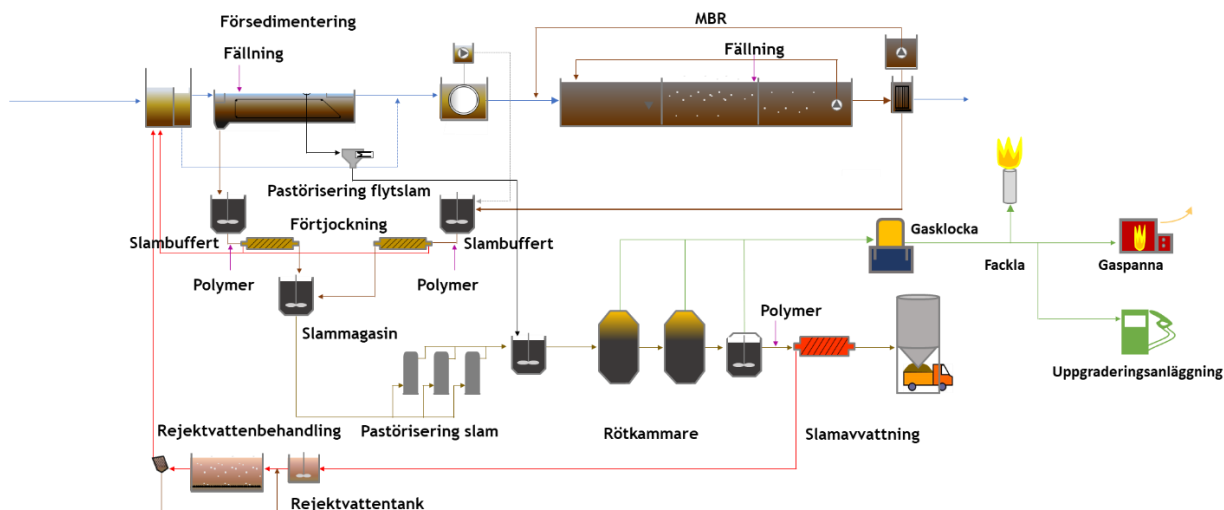 Försedimentering
MBR
Fällning
Fällning
Pastörisering flytslam
Förtjockning
Slambuffert
Slambuffert
Gasklocka
Fackla
Gaspanna
Polymer
Polymer
Slammagasin
Polymer
Uppgraderingsanläggning
Rejektvattenbehandling
Pastörisering slam
Rötkammare
Slamavvattning
Rejektvattentank